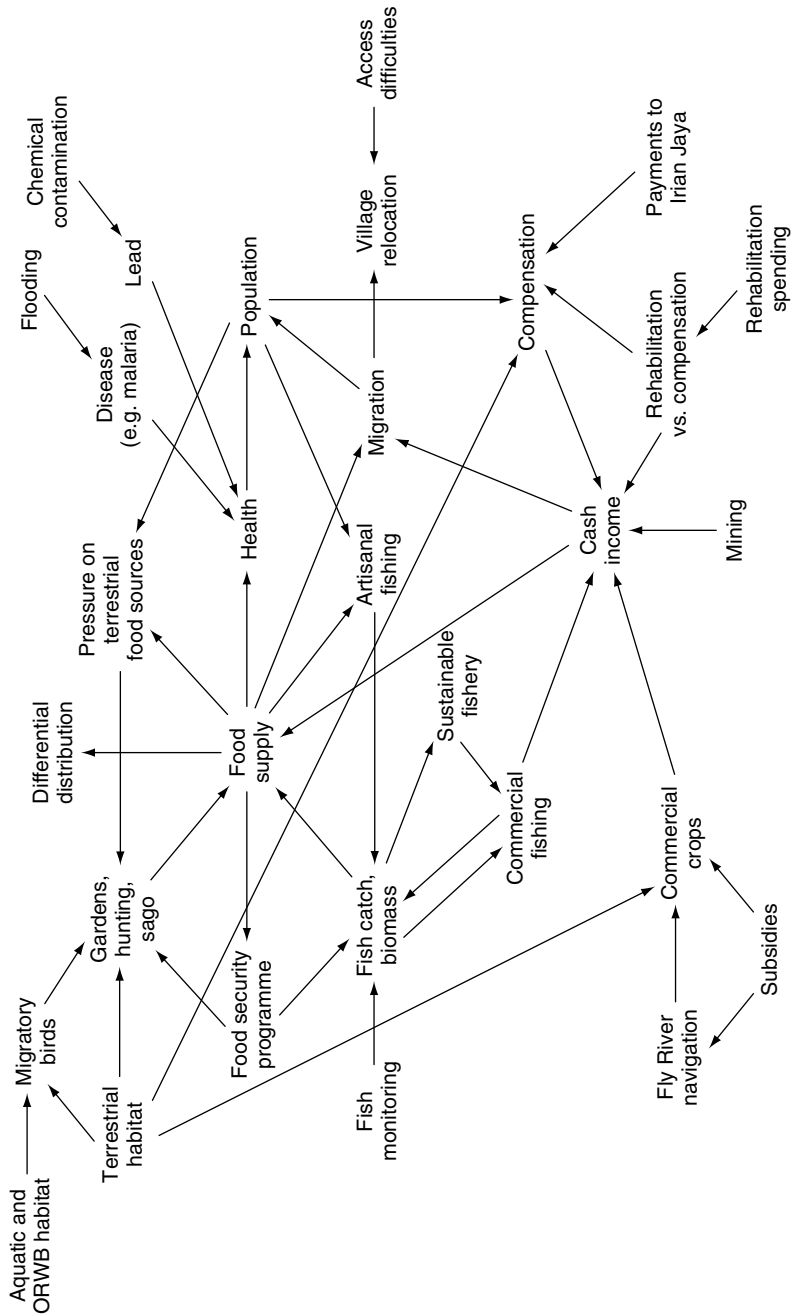 Aquatic and
ORWB habitat
Migratory
birds
Terrestrial
habitat
Gardens,
hunting,
sago
Food security
programme
Fish
monitoring
Fish catch,
biomass
Differential
distribution
Food
supply
Pressure on
terrestrial
food sources
Flooding
Disease
(e.g. malaria)
Chemical
contamination
Lead
Health
Population
Artisanal
fishing
Migration
Village
relocation
Access
difficulties
Sustainable
fishery
Commercial
fishing
Compensation
Cash
income
Fly River
navigation
Commercial
crops
Subsidies
Mining
Rehabilitation
vs. compensation
Payments to
Irian Jaya
Rehabilitation
spending